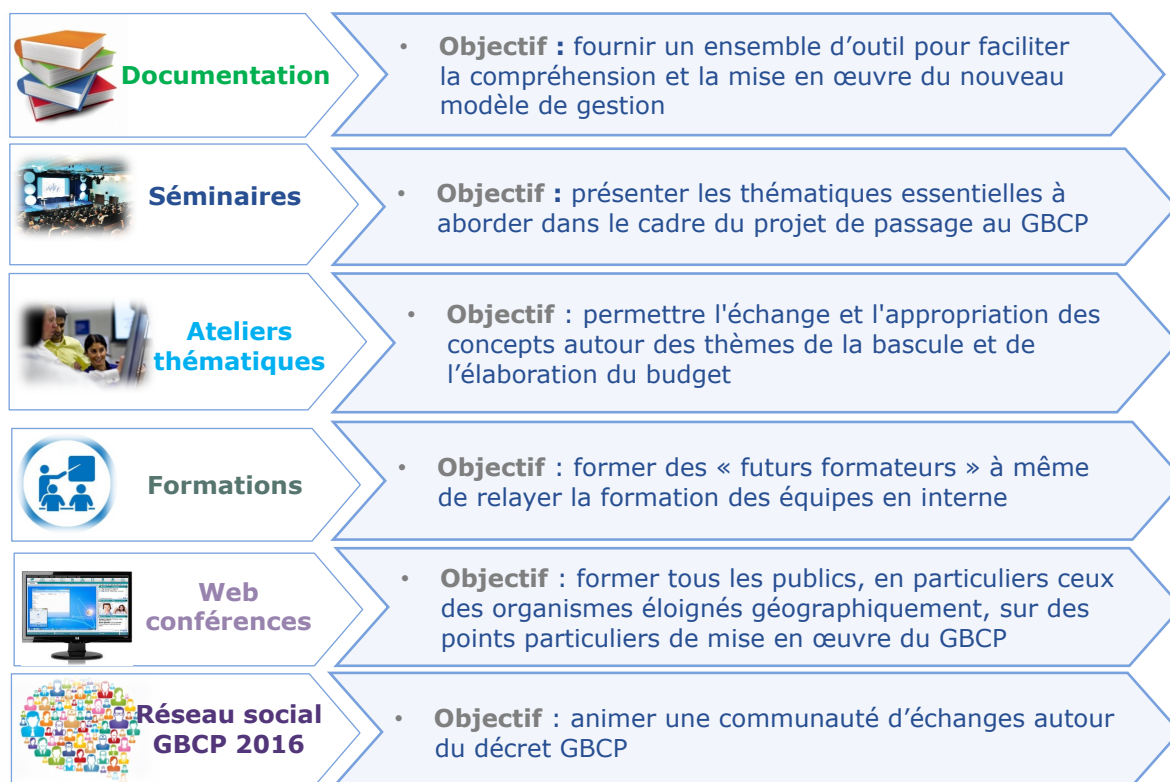 Documentation
• Objectif : fournir un ensemble d’outil pour faciliter
la compréhension et la mise en œuvre du nouveau
modèle de gestion
Séminaires
• Objectif : présenter les thématiques essentielles à
aborder dans le cadre du projet de passage au GBCP
Ateliers
thématiques
• Objectif : permettre l'échange et l'appropriation des
concepts autour des thèmes de la bascule et de
l’élaboration du budget
Formations
• Objectif : former des « futurs formateurs » à même
de relayer la formation des équipes en interne
Web
conférences
• Objectif : former tous les publics, en particuliers ceux
des organismes éloignés géographiquement, sur des
points particuliers de mise en œuvre du GBCP
Réseau social
GBCP 2016
• Objectif : animer une communauté d’échanges autour
du décret GBCP